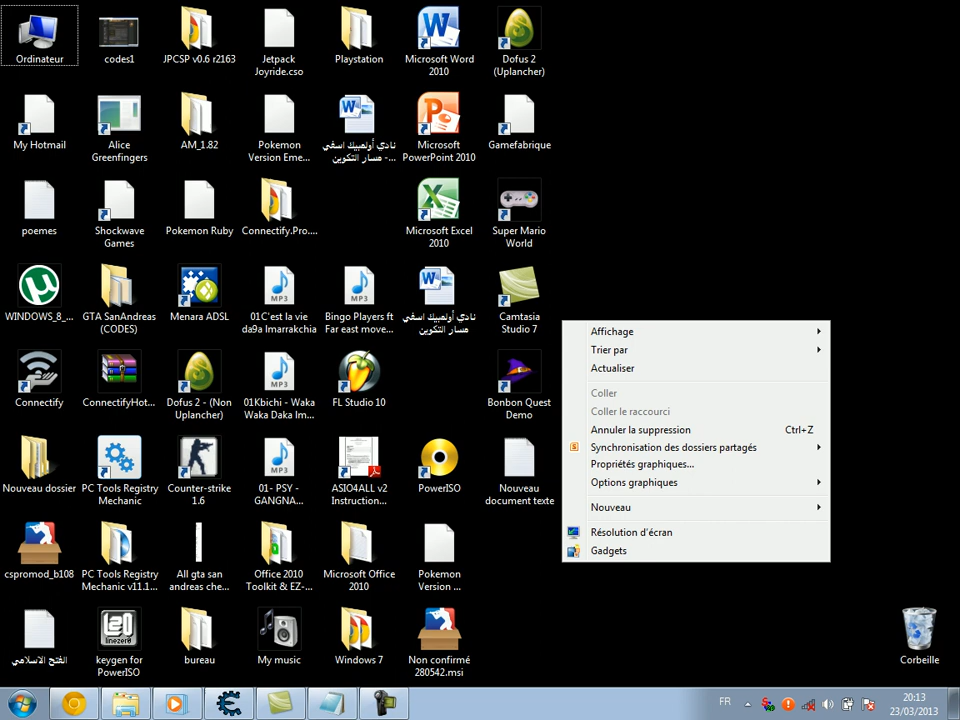 Ordinateur
codes1
JPCSP v0.6 r2163
Jetpack
Joyride.cso
Playstation
Microsoft Word
2010
Dofus 2
(Uplancher)
My Hotmail
Alice
Greenfingers
AM_1.82
Pokemon
Version Eme...
نادي أولمبيك اسفي
- مسار التكوين...
Microsoft
PowerPoint 2010
Gamefabrique
poemes
Shockwave
Games
Pokemon Ruby
Connectify.Pro....
Microsoft Excel
2010
Super Mario
World
WINDOWS_8_...
GTA SanAndreas
(CODES)
Menara ADSL
01C'est la vie
da9a lmarrakchia
Bingo Players ft
Far east move...
نادي أولمبيك اسفي
مسار التكوين
Camtasia
Studio 7
Connectify
ConnectifyHot...
Dofus 2 - (Non
Uplancher)
01Kbichi - Waka
Waka Daka Im...
FL Studio 10
Bonbon Quest
Demo
Nouveau dossier
PC Tools Registry
Mechanic
Counter-strike
1.6
01- PSY -
GANGNA...
ASIO4ALL v2
Instruction...
PowerISO
Nouveau
document texte
cspromod_b108
PC Tools Registry
Mechanic v11.1...
All gta san
andreas che...
Office 2010
Toolkit & EZ-...
Microsoft Office
2010
Pokemon
Version ...
الفتح الاسلامي
keygen for
PowerISO
bureau
My music
Windows 7
Non confirmé
280542.msi
Corbeille
Affichage
Trier par
Actualiser
Coller
Coller le raccourci
Annuler la suppression Ctrl+Z
Synchronisation des dossiers partagés
Propriétés graphiques...
Options graphiques
Nouveau
Résolution d'écran
Gadgets
FR
20:13
23/03/2013